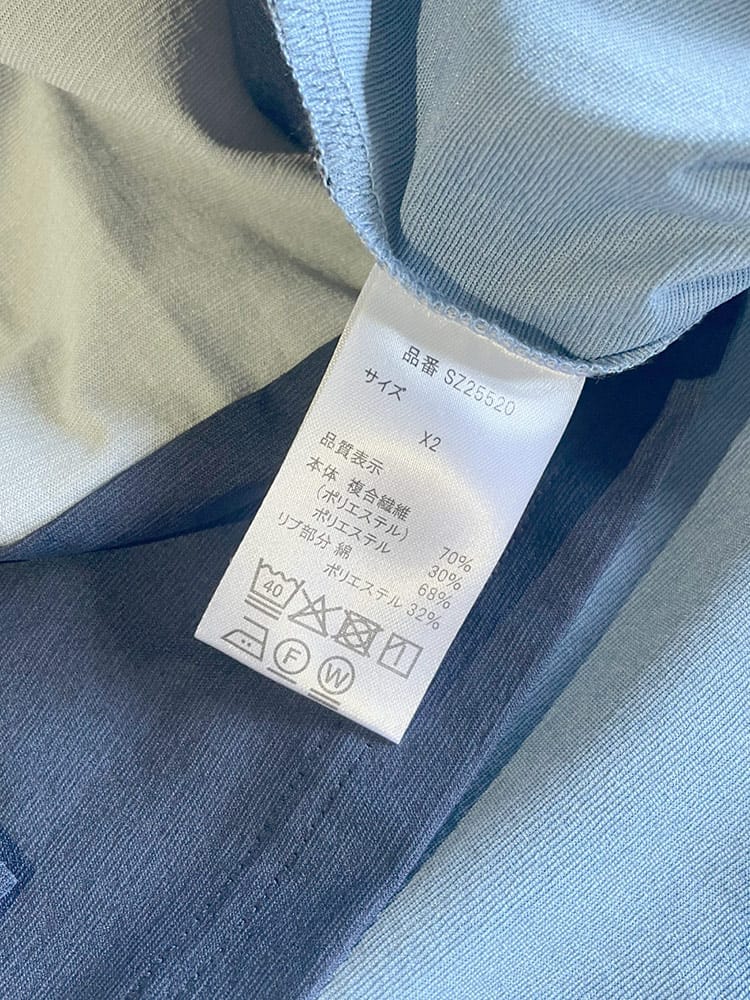 品番 SZ25520
サイズ
X2
品質表示
本体 複合繊維
(ポリエステル) 70%
ポリエステル 30%
リブ部分 綿 68%
ポリエステル 32%
40
F W